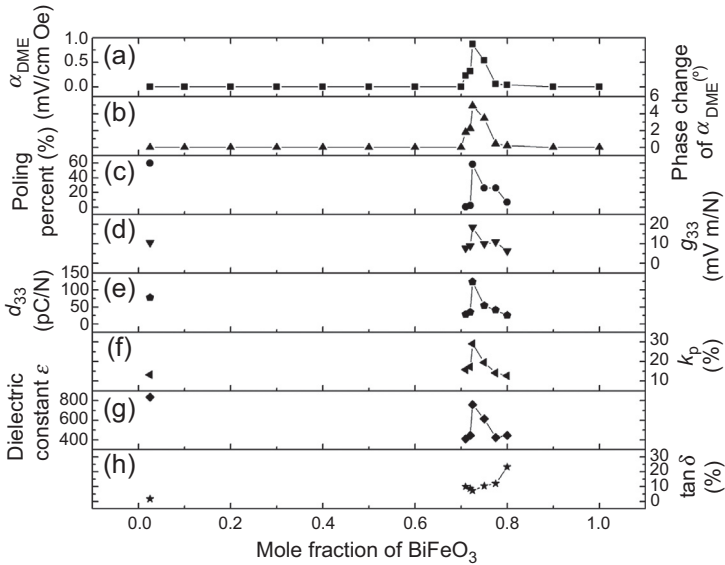 α_DME
(mV/cm Oe)
1.0
0.5
0.0
(a)
(b)
6
4
2
0
Phase change
of α_DME (°)
Poling
percent (%)
60
40
20
0
(c)
(d)
20
10
0
g₃₃
(mV m/N)
d₃₃
(pC/N)
150
100
50
0
(e)
(f)
30
20
10
kₚ
(%)
Dielectric
constant ε
800
600
400
(g)
(h)
30
20
10
0
tan δ
(%)
0.0 0.2 0.4 0.6 0.8 1.0
Mole fraction of BiFeO₃